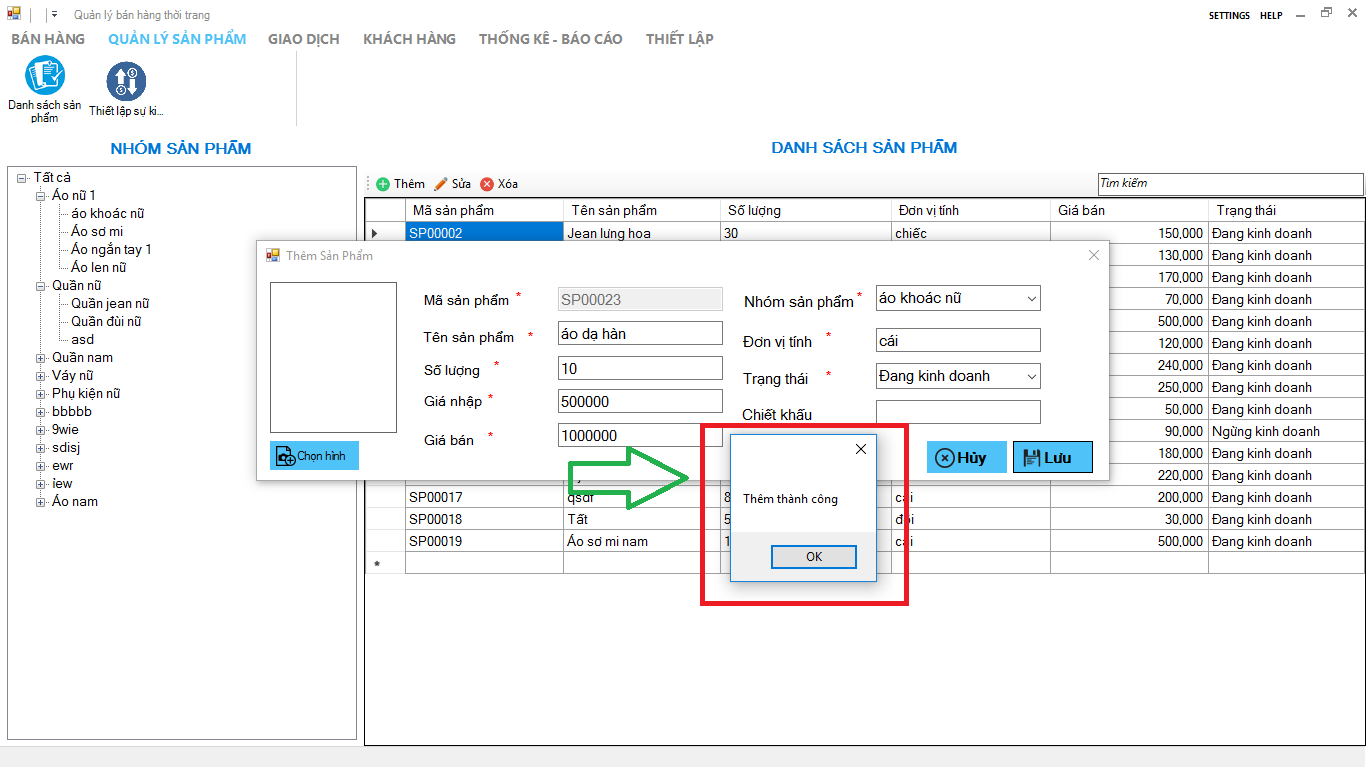 Quản lý bán hàng thời trang
SETTINGS HELP
BÁN HÀNG QUẢN LÝ SẢN PHẨM GIAO DỊCH KHÁCH HÀNG THỐNG KÊ - BÁO CÁO THIẾT LẬP
Danh sách sản phẩm
Thiết lập sự ki...
NHÓM SẢN PHẨM
Tất cả
Áo nữ 1
áo khoác nữ
Áo sơ mi
Áo ngắn tay 1
Áo len nữ
Quần nữ
Quần jean nữ
Quần đùi nữ
asd
Quần nam
Váy nữ
Phụ kiện nữ
bbbbb
9wie
sdisj
ewr
iew
Áo nam
DANH SÁCH SẢN PHẨM
Thêm Sửa Xóa
Tìm kiếm
Mã sản phẩm Tên sản phẩm Số lượng Đơn vị tính Giá bán Trạng thái
SP00002 Jean lưng hoa 30 chiếc 150,000 Đang kinh doanh
130,000 Đang kinh doanh
170,000 Đang kinh doanh
70,000 Đang kinh doanh
500,000 Đang kinh doanh
120,000 Đang kinh doanh
240,000 Đang kinh doanh
250,000 Đang kinh doanh
50,000 Đang kinh doanh
90,000 Ngừng kinh doanh
180,000 Đang kinh doanh
220,000 Đang kinh doanh
SP00017 qsdf 8 cái 200,000 Đang kinh doanh
SP00018 Tất 5 đôi 30,000 Đang kinh doanh
SP00019 Áo sơ mi nam 1 cái 500,000 Đang kinh doanh
*
Thêm Sản Phẩm
Mã sản phẩm * SP00023
Tên sản phẩm * áo dạ hàn
Số lượng * 10
Giá nhập * 500000
Giá bán * 1000000
Nhóm sản phẩm * áo khoác nữ
Đơn vị tính * cái
Trạng thái * Đang kinh doanh
Chiết khấu
Chọn hình
Hủy
Lưu
Thêm thành công
OK